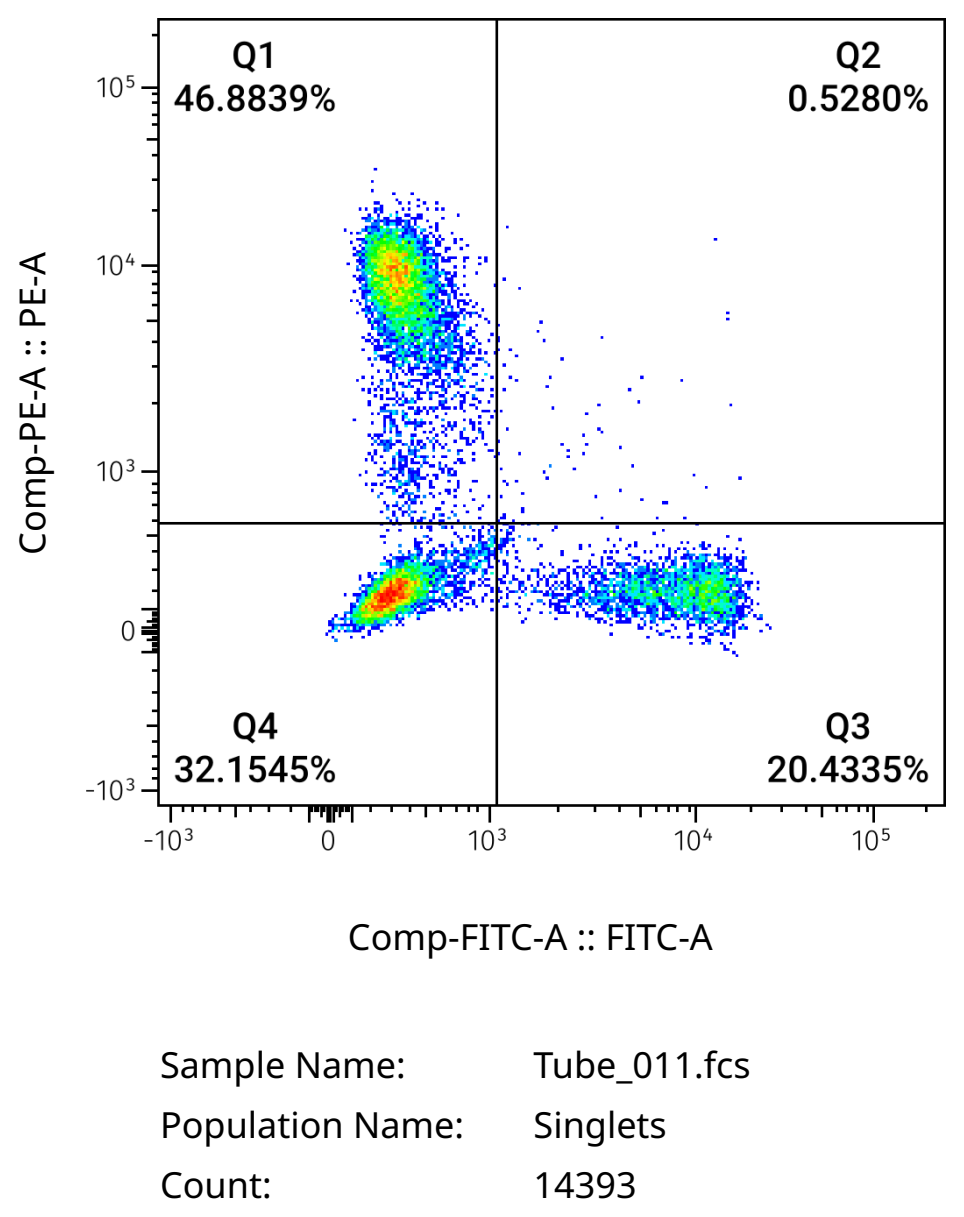 Q1
46.8839%
Q2
0.5280%
10⁵
10⁴
10³
0
-10³
Comp-PE-A :: PE-A
Q4
32.1545%
Q3
20.4335%
-10³
0
10³
10⁴
10⁵
Comp-FITC-A :: FITC-A
Sample Name: Tube_011.fcs
Population Name: Singlets
Count: 14393